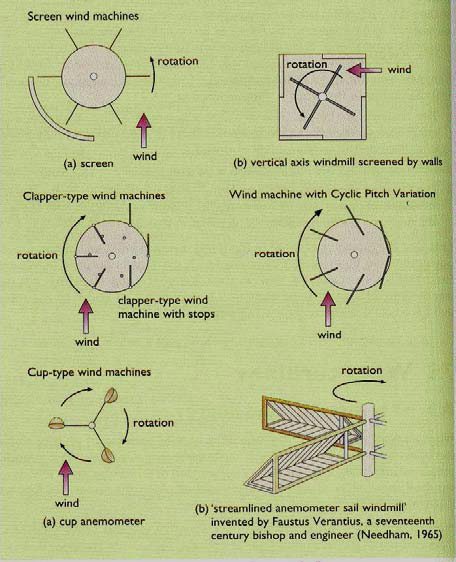 Screen wind machines
rotation
wind
(a) screen
rotation
wind
(b) vertical axis windmill screened by walls
Clapper-type wind machines
rotation
wind
clapper-type wind
machine with stops
Wind machine with Cyclic Pitch Variation
rotation
wind
Cup-type wind machines
rotation
wind
(a) cup anemometer
rotation
(b) 'streamlined anemometer sail windmill'
invented by Faustus Verantius, a seventeenth
century bishop and engineer (Needham, 1965)